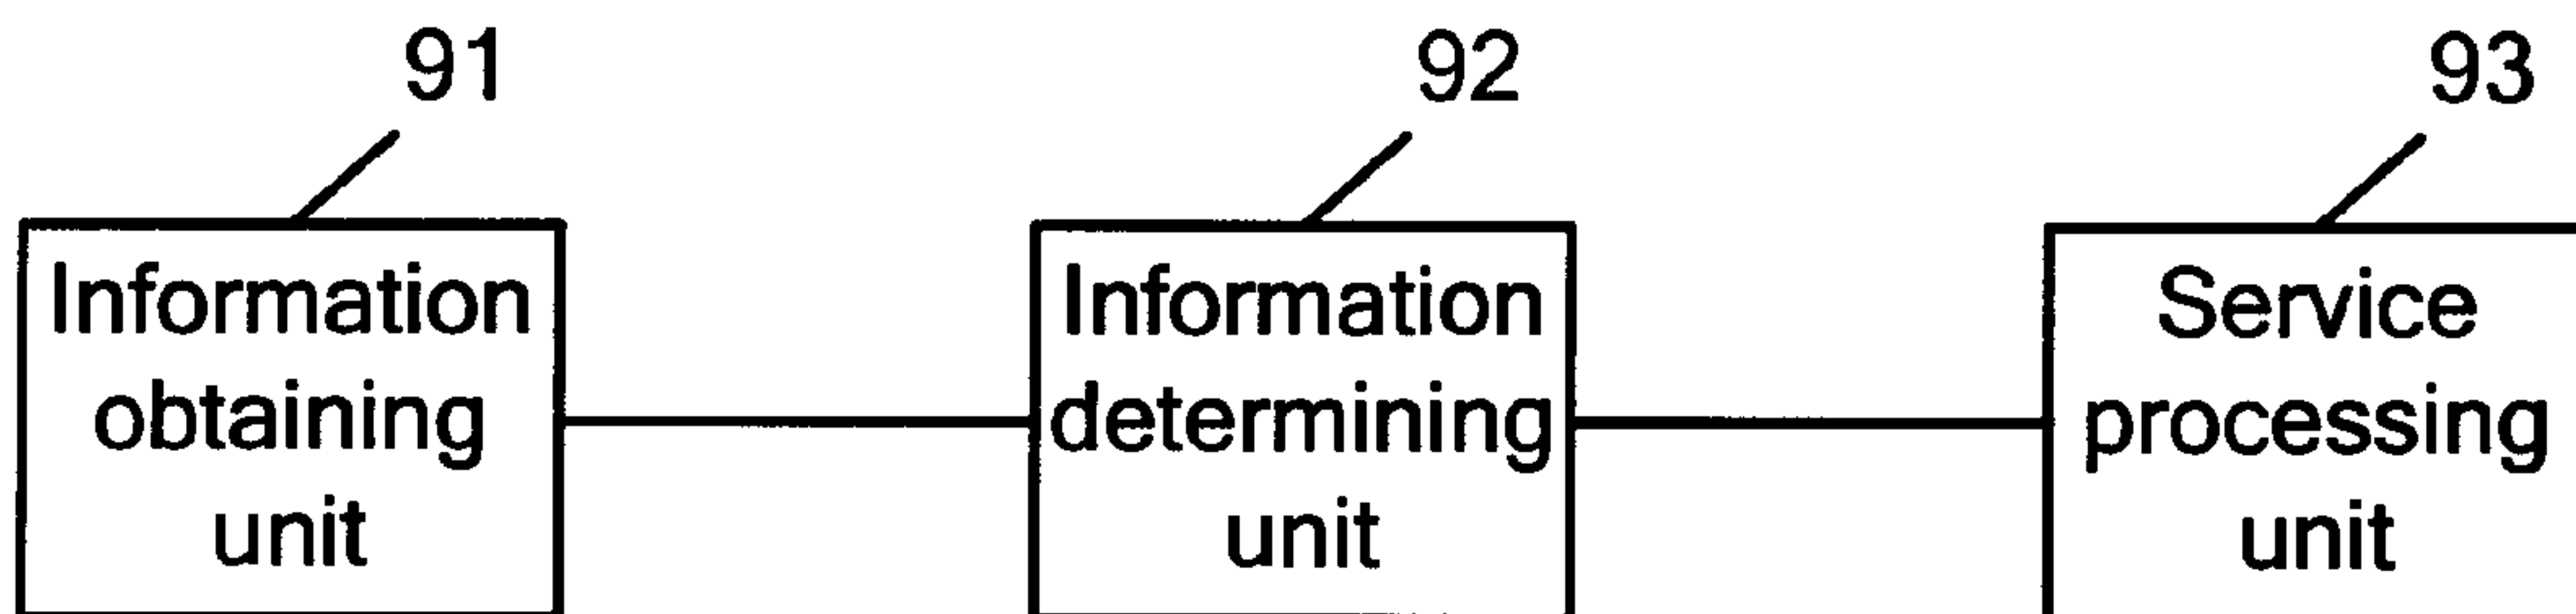 91
92
93
Information
obtaining
unit
Information
determining
unit
Service
processing
unit